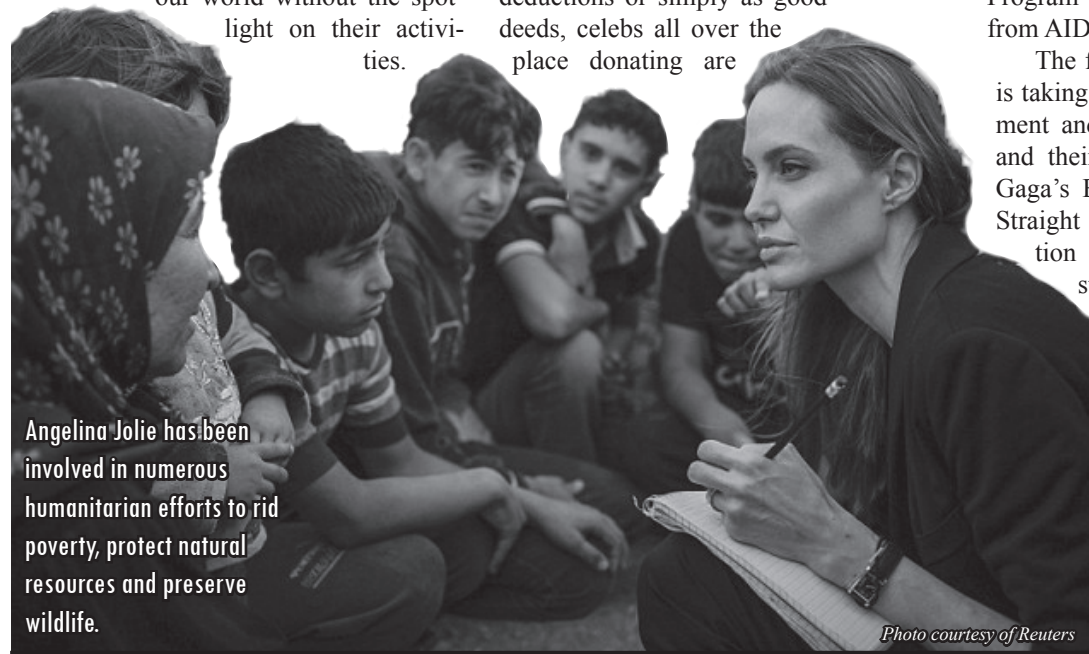 our world without the spot-
light on their activi-
ties.
deductions or simply as good
deeds, celebs all over the
place donating are
Program
from AID
The
is taking
ment and
and their
Gaga's
Straight
tion
Angelina Jolie has been
involved in numerous
humanitarian efforts to rid
poverty, protect natural
resources and preserve
wildlife.
Photo courtesy of Reuters